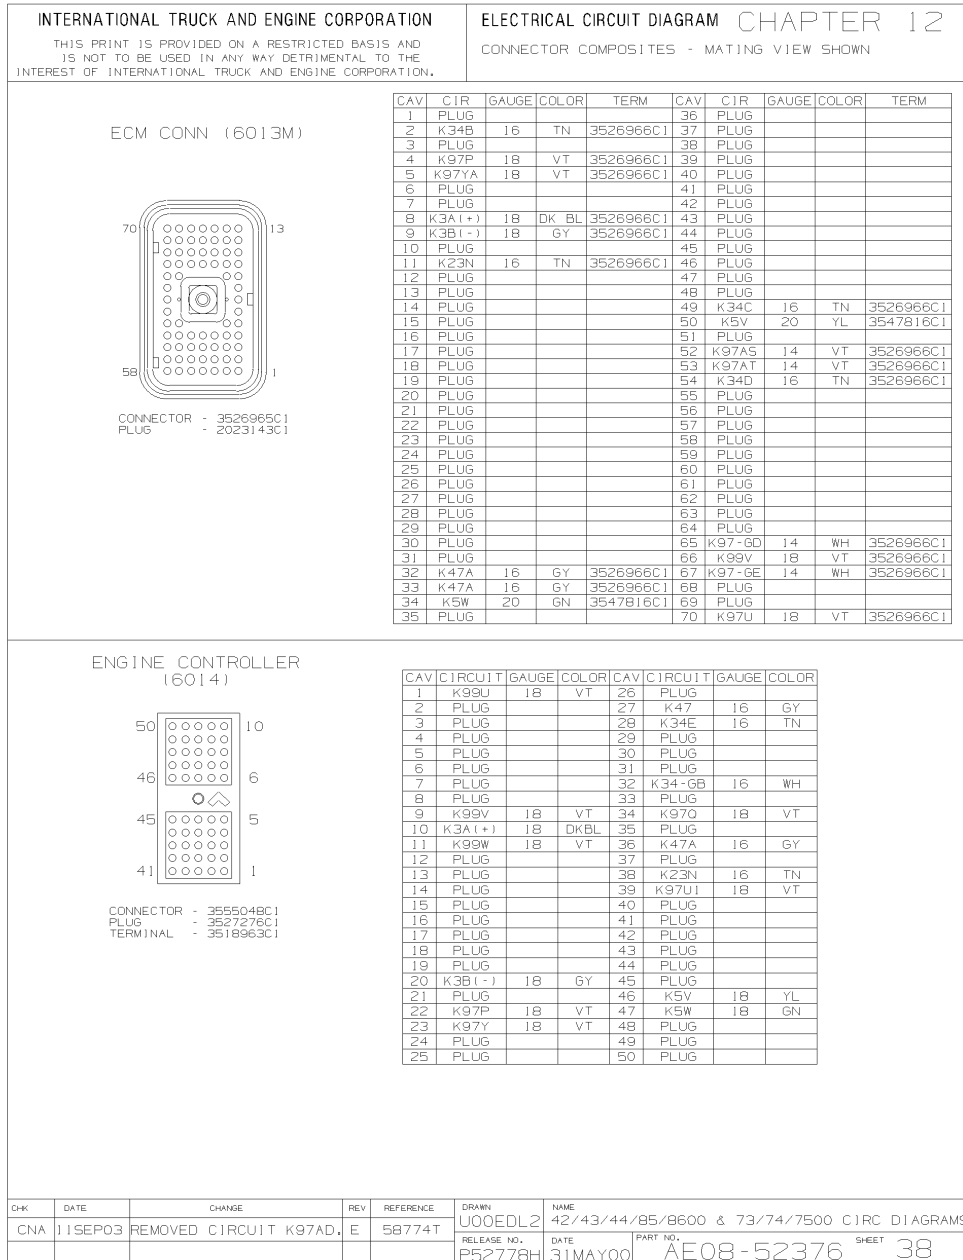 INTERNATIONAL TRUCK AND ENGINE CORPORATION
THIS PRINT IS PROVIDED ON A RESTRICTED BASIS AND
IS NOT TO BE USED IN ANY WAY DETRIMENTAL TO THE
INTEREST OF INTERNATIONAL TRUCK AND ENGINE CORPORATION.
ELECTRICAL CIRCUIT DIAGRAM CHAPTER 12
CONNECTOR COMPOSITES - MATING VIEW SHOWN
ECM CONN (6013M)
70 13
58 1
CONNECTOR - 3526965C1
PLUG - 2023143C1
CAV CIR GAUGE COLOR TERM CAV CIR GAUGE COLOR TERM
1 PLUG 36 PLUG
2 K34B 16 TN 3526966C1 37 PLUG
3 PLUG 38 PLUG
4 K97P 18 VT 3526966C1 39 PLUG
5 K97YA 18 VT 3526966C1 40 PLUG
6 PLUG 41 PLUG
7 PLUG 42 PLUG
8 K3A(+) 18 DK BL 3526966C1 43 PLUG
9 K3B(-) 18 GY 3526966C1 44 PLUG
10 PLUG 45 PLUG
11 K23N 16 TN 3526966C1 46 PLUG
12 PLUG 47 PLUG
13 PLUG 48 PLUG
14 PLUG 49 K34C 16 TN 3526966C1
15 PLUG 50 K5V 20 YL 3547816C1
16 PLUG 51 PLUG
17 PLUG 52 K97AS 14 VT 3526966C1
18 PLUG 53 K97AT 14 VT 3526966C1
19 PLUG 54 K34D 16 TN 3526966C1
20 PLUG 55 PLUG
21 PLUG 56 PLUG
22 PLUG 57 PLUG
23 PLUG 58 PLUG
24 PLUG 59 PLUG
25 PLUG 60 PLUG
26 PLUG 61 PLUG
27 PLUG 62 PLUG
28 PLUG 63 PLUG
29 PLUG 64 PLUG
30 PLUG 65 K97-GD 14 WH 3526966C1
31 PLUG 66 K99V 18 VT 3526966C1
32 K47A 16 GY 3526966C1 67 K97-GE 14 WH 3526966C1
33 K47A 16 GY 3526966C1 68 PLUG
34 K5W 20 GN 3547816C1 69 PLUG
35 PLUG 70 K97U 18 VT 3526966C1
ENGINE CONTROLLER
(6014)
50 10
46 6
45 5
41 1
CONNECTOR - 3555048C1
PLUG - 3527276C1
TERMINAL - 3518963C1
CAV CIRCUIT GAUGE COLOR CAV CIRCUIT GAUGE COLOR
1 K99U 18 VT 26 PLUG
2 PLUG 27 K47 16 GY
3 PLUG 28 K34E 16 TN
4 PLUG 29 PLUG
5 PLUG 30 PLUG
6 PLUG 31 PLUG
7 PLUG 32 K34-GB 16 WH
8 PLUG 33 PLUG
9 K99V 18 VT 34 K97Q 18 VT
10 K3A(+) 18 DKBL 35 PLUG
11 K99W 18 VT 36 K47A 16 GY
12 PLUG 37 PLUG
13 PLUG 38 K23N 16 TN
14 PLUG 39 K97U1 18 VT
15 PLUG 40 PLUG
16 PLUG 41 PLUG
17 PLUG 42 PLUG
18 PLUG 43 PLUG
19 PLUG 44 PLUG
20 K3B(-) 18 GY 45 PLUG
21 PLUG 46 K5V 18 YL
22 K97P 18 VT 47 K5W 18 GN
23 K97Y 18 VT 48 PLUG
24 PLUG 49 PLUG
25 PLUG 50 PLUG
CHK DATE CHANGE REV REFERENCE
CNA 11SEP03 REMOVED CIRCUIT K97AD. E 58774T
DRAWN U00EDL2
NAME 42/43/44/85/8600 & 73/74/7500 CIRC DIAGRAMS
RELEASE NO. P52778H
DATE 31MAY00
PART NO. AE08-52376
SHEET 38